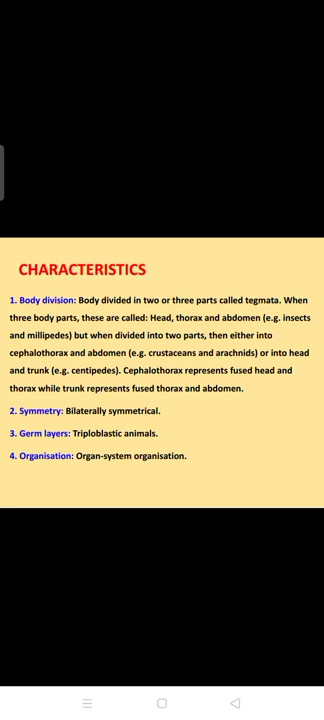 CHARACTERISTICS
1. Body division: Body divided in two or three parts called tegmata. When
three body parts, these are called: Head, thorax and abdomen (e.g. insects
and millipedes) but when divided into two parts, then either into
cephalothorax and abdomen (e.g. crustaceans and arachnids) or into head
and trunk (e.g. centipedes). Cephalothorax represents fused head and
thorax while trunk represents fused thorax and abdomen.
2. Symmetry: Bilaterally symmetrical.
3. Germ layers: Triploblastic animals.
4. Organisation: Organ-system organisation.